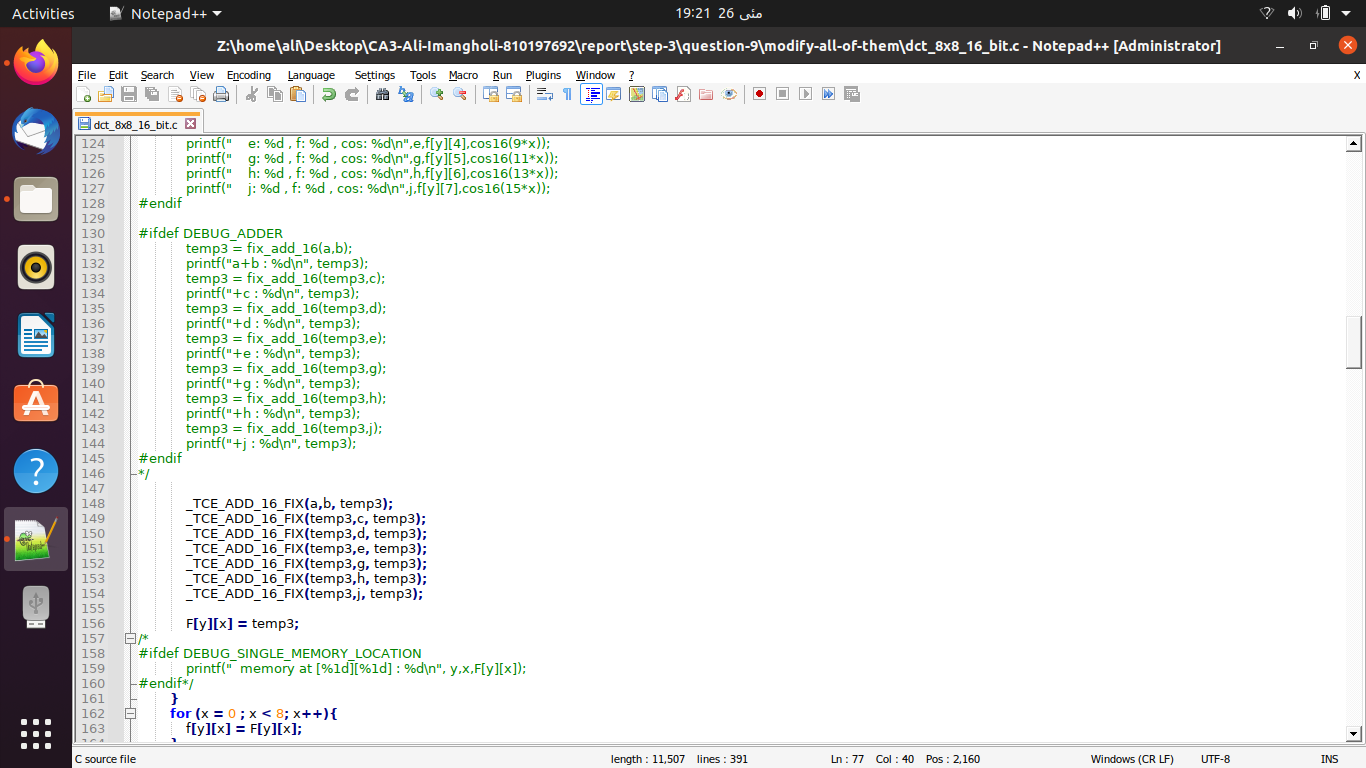 Activities
Notepad++
19:21 26 مئی
Z:\home\ali\Desktop\CA3-Ali-Imangholi-810197692\report\step-3\question-9\modify-all-of-them\dct_8x8_16_bit.c - Notepad++ [Administrator]
File Edit Search View Encoding Language Settings Tools Macro Run Plugins Window ? X
dct_8x8_16_bit.c
124 printf("    e: %d , f: %d , cos: %d\n",e,f[y][4],cos16(9*x));
125 printf("    g: %d , f: %d , cos: %d\n",g,f[y][5],cos16(11*x));
126 printf("    h: %d , f: %d , cos: %d\n",h,f[y][6],cos16(13*x));
127 printf("    j: %d , f: %d , cos: %d\n",j,f[y][7],cos16(15*x));
128 #endif
129
130 #ifdef DEBUG_ADDER
131 temp3 = fix_add_16(a,b);
132 printf("a+b : %d\n", temp3);
133 temp3 = fix_add_16(temp3,c);
134 printf("+c : %d\n", temp3);
135 temp3 = fix_add_16(temp3,d);
136 printf("+d : %d\n", temp3);
137 temp3 = fix_add_16(temp3,e);
138 printf("+e : %d\n", temp3);
139 temp3 = fix_add_16(temp3,g);
140 printf("+g : %d\n", temp3);
141 temp3 = fix_add_16(temp3,h);
142 printf("+h : %d\n", temp3);
143 temp3 = fix_add_16(temp3,j);
144 printf("+j : %d\n", temp3);
145 #endif
146 */
147
148 _TCE_ADD_16_FIX(a,b, temp3);
149 _TCE_ADD_16_FIX(temp3,c, temp3);
150 _TCE_ADD_16_FIX(temp3,d, temp3);
151 _TCE_ADD_16_FIX(temp3,e, temp3);
152 _TCE_ADD_16_FIX(temp3,g, temp3);
153 _TCE_ADD_16_FIX(temp3,h, temp3);
154 _TCE_ADD_16_FIX(temp3,j, temp3);
155
156 F[y][x] = temp3;
157 /*
158 #ifdef DEBUG_SINGLE_MEMORY_LOCATION
159 printf("  memory at [%1d][%1d] : %d\n", y,x,F[y][x]);
160 #endif*/
161 }
162 for (x = 0 ; x < 8; x++){
163 f[y][x] = F[y][x];
C source file length : 11,507 lines : 391 Ln : 77 Col : 40 Pos : 2,160 Windows (CR LF) UTF-8 INS